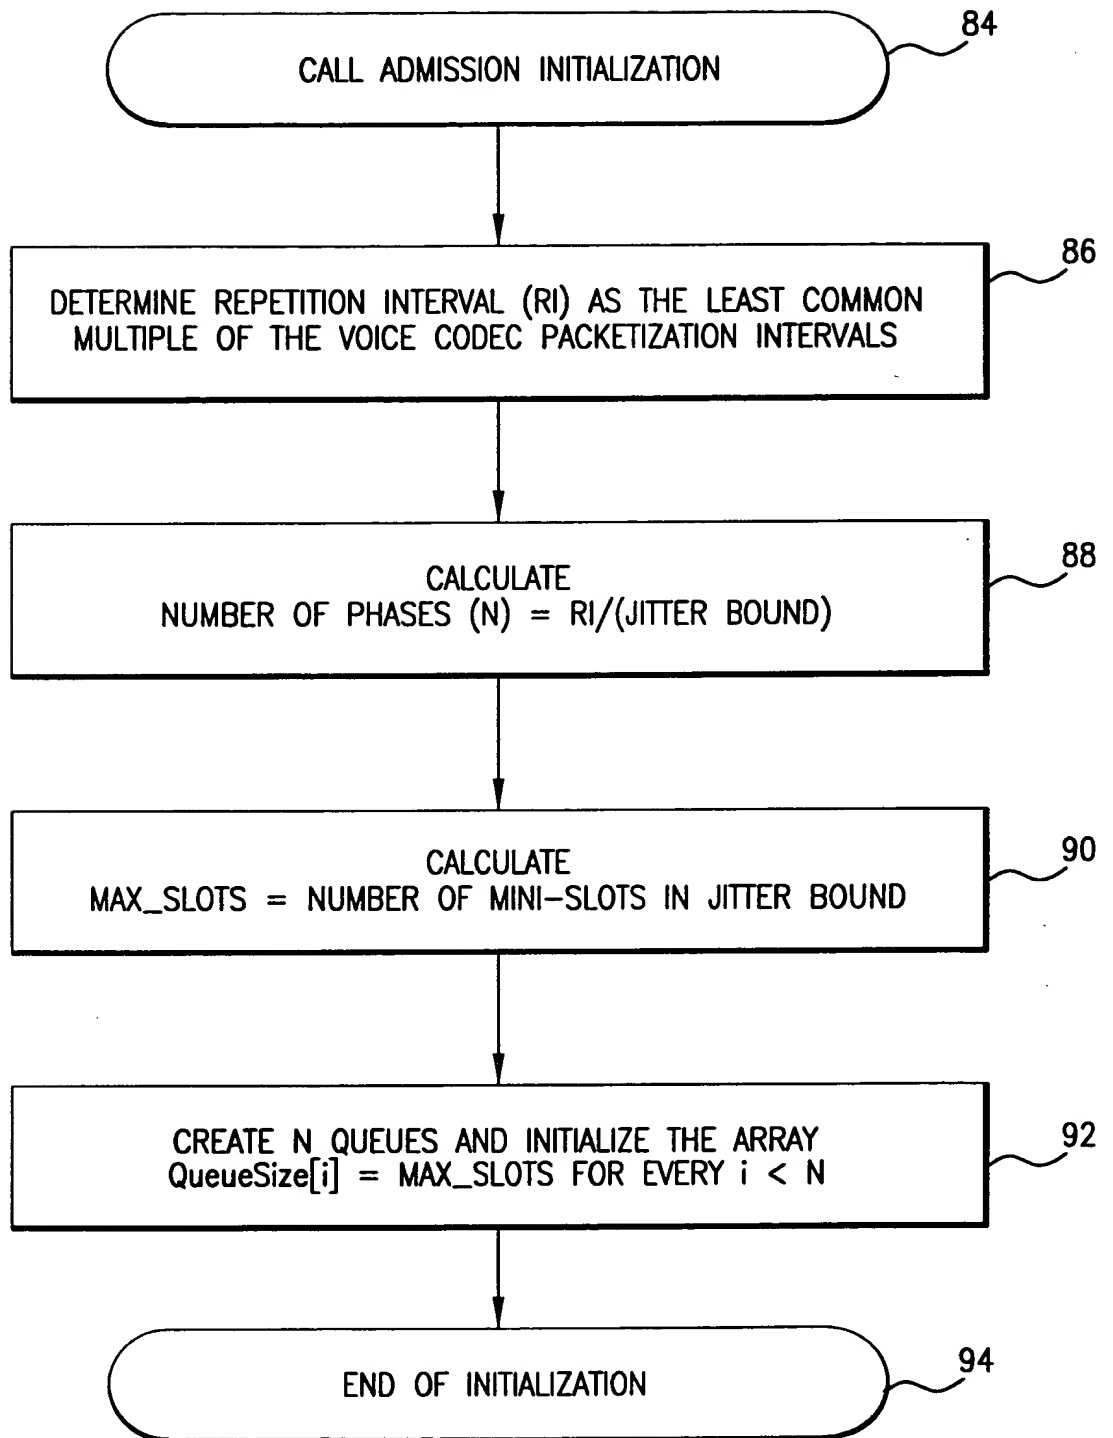 CALL ADMISSION INITIALIZATION
84
DETERMINE REPETITION INTERVAL (RI) AS THE LEAST COMMON
MULTIPLE OF THE VOICE CODEC PACKETIZATION INTERVALS
86
CALCULATE
NUMBER OF PHASES (N) = RI/(JITTER BOUND)
88
CALCULATE
MAX_SLOTS = NUMBER OF MINI-SLOTS IN JITTER BOUND
90
CREATE N QUEUES AND INITIALIZE THE ARRAY
QueueSize[i] = MAX_SLOTS FOR EVERY i < N
92
END OF INITIALIZATION
94